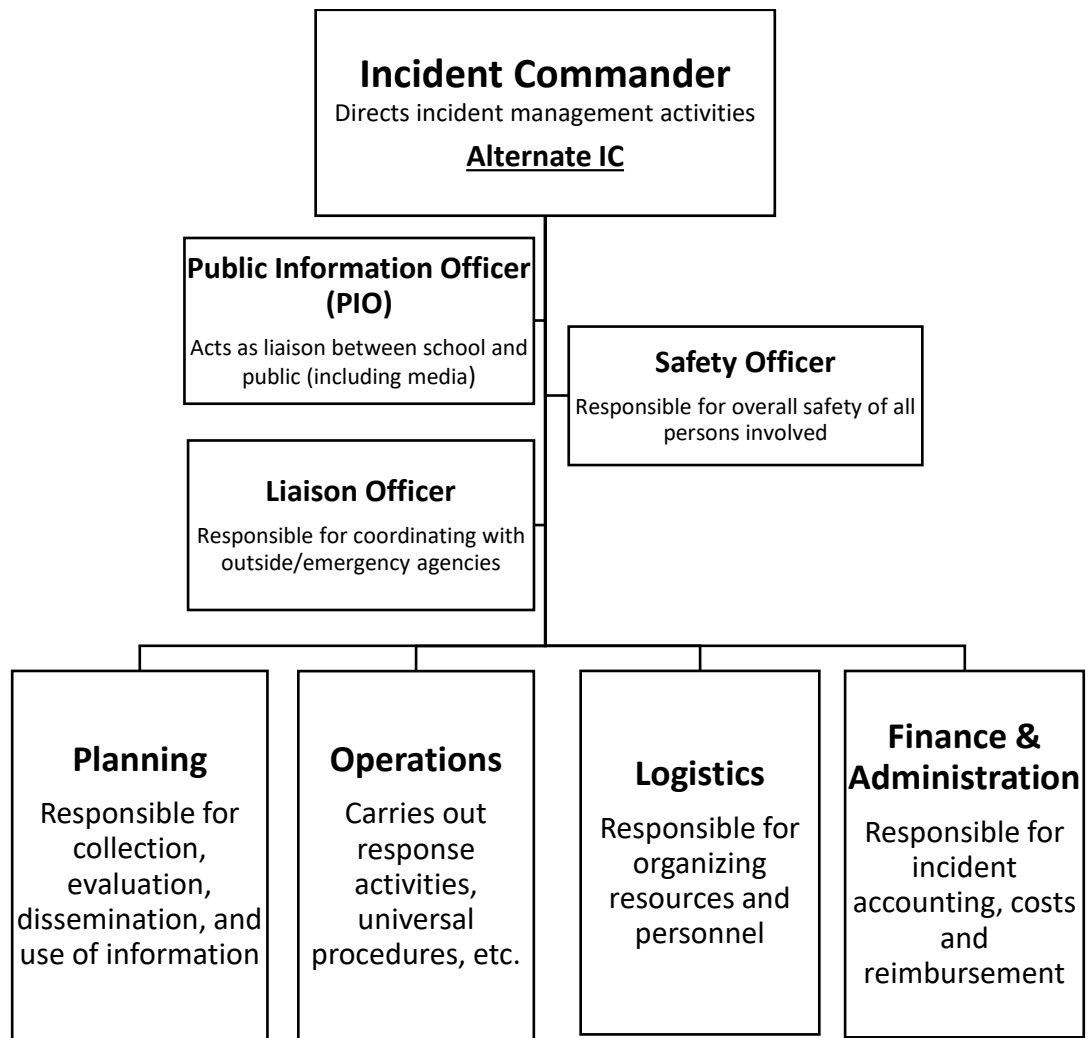 Incident Commander
Directs incident management activities
Alternate IC
Public Information Officer
(PIO)
Acts as liaison between school and
public (including media)
Safety Officer
Responsible for overall safety of all
persons involved
Liaison Officer
Responsible for coordinating with
outside/emergency agencies
Planning
Responsible for
collection,
evaluation,
dissemination, and
use of information
Operations
Carries out
response
activities,
universal
procedures, etc.
Logistics
Responsible for
organizing
resources and
personnel
Finance &
Administration
Responsible for
incident
accounting, costs
and
reimbursement